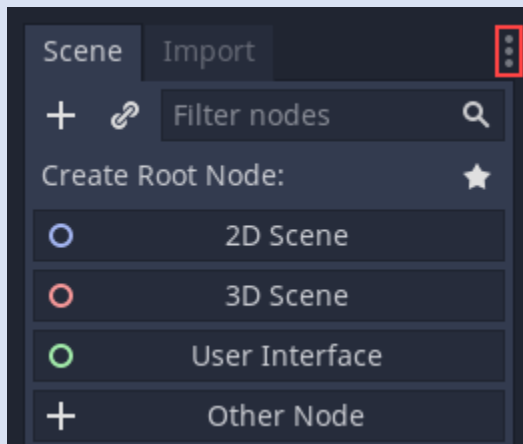 Scene Import
Filter nodes
Create Root Node:
2D Scene
3D Scene
User Interface
Other Node